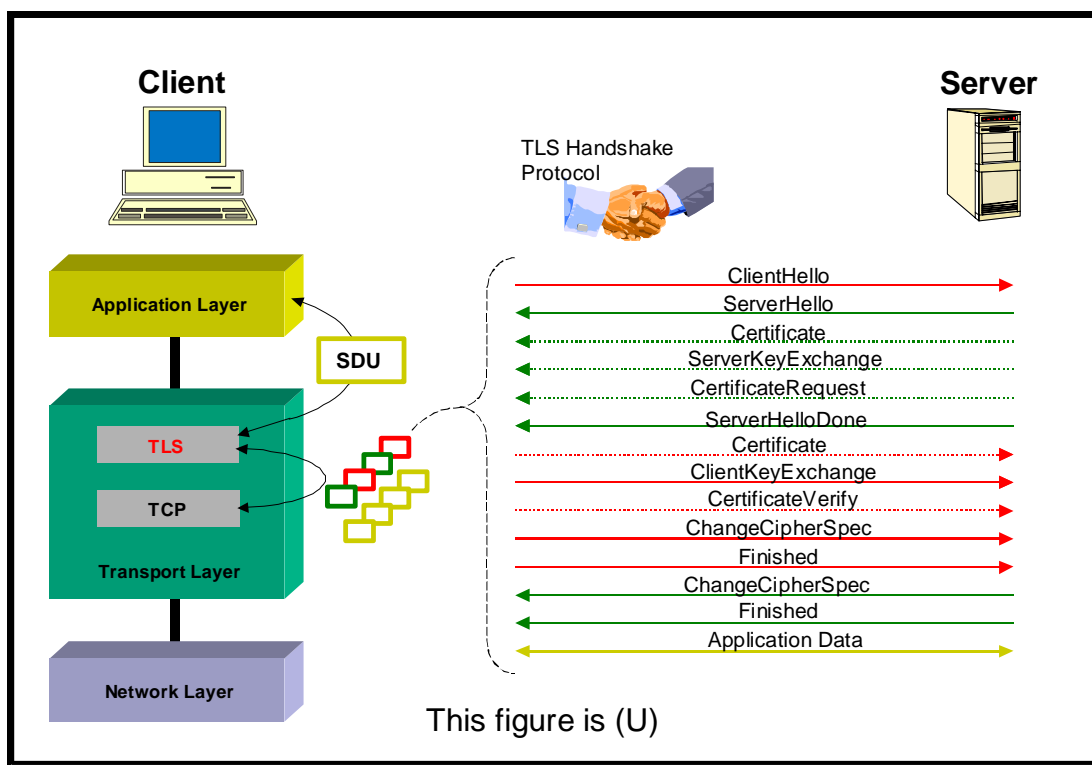 Client
Server
TLS Handshake
Protocol
Application Layer
SDU
TLS
TCP
Transport Layer
Network Layer
ClientHello
ServerHello
Certificate
ServerKeyExchange
CertificateRequest
ServerHelloDone
Certificate
ClientKeyExchange
CertificateVerify
ChangeCipherSpec
Finished
ChangeCipherSpec
Finished
Application Data
This figure is (U)